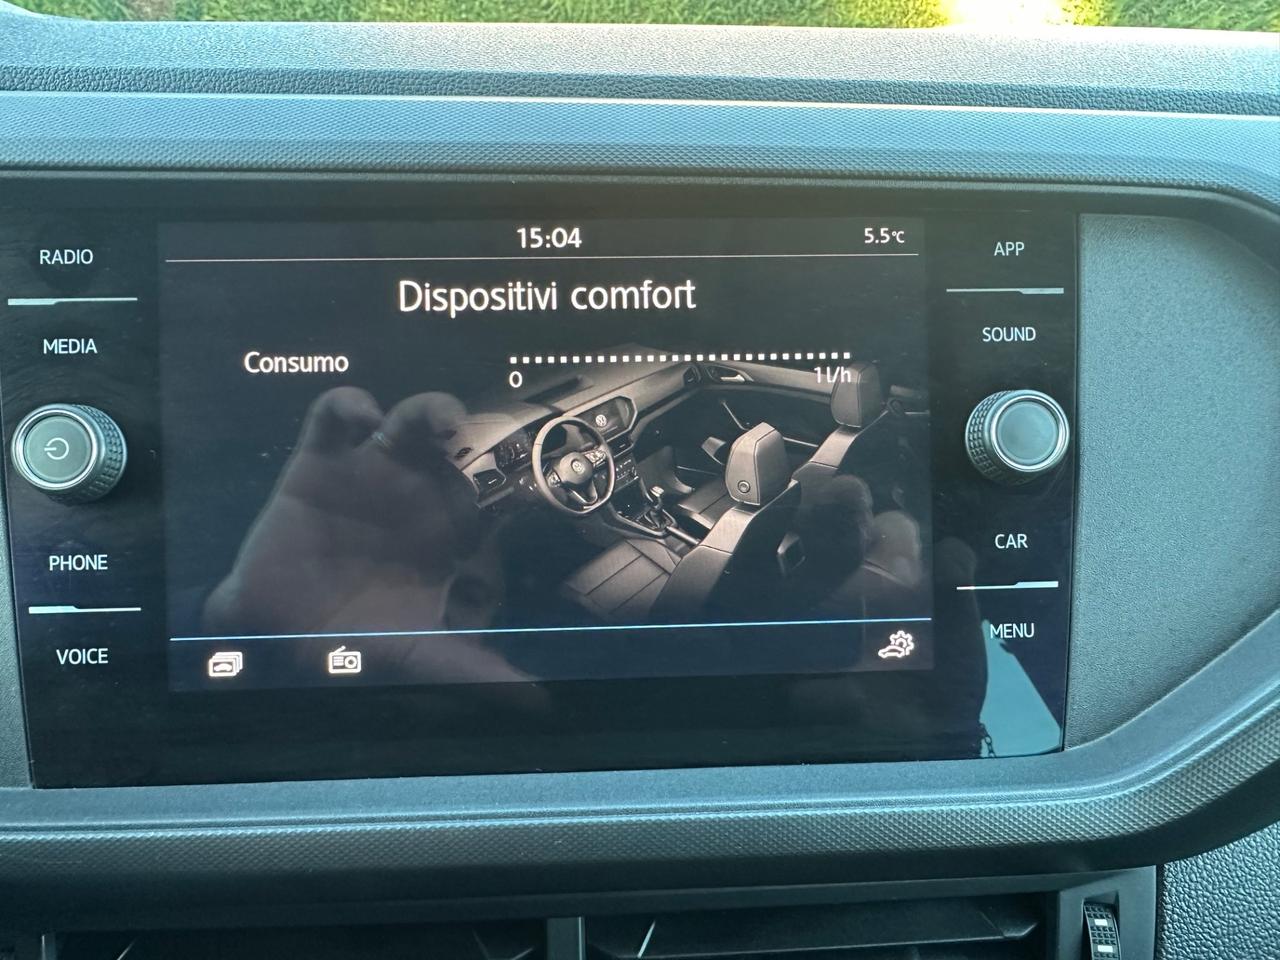 15:04
5.5°C
Dispositivi comfort
Consumo
0
1 l/h
RADIO
MEDIA
PHONE
VOICE
APP
SOUND
CAR
MENU